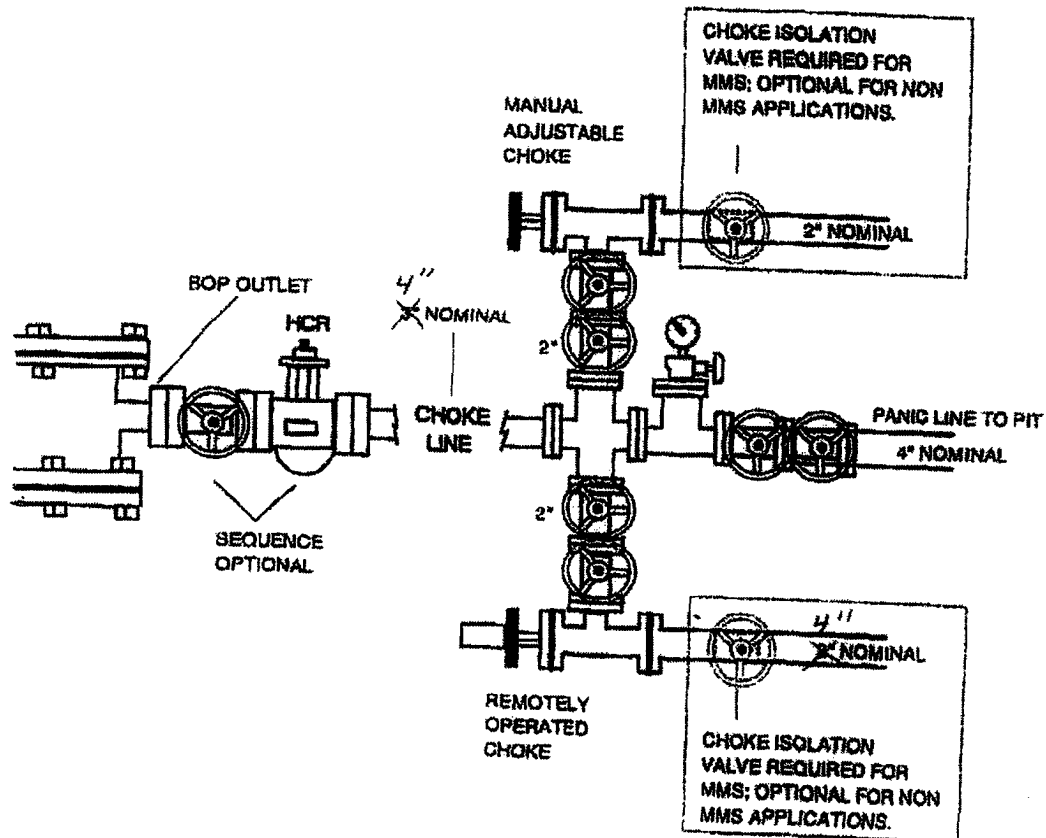 CHOKE ISOLATION
VALVE REQUIRED FOR
MMS; OPTIONAL FOR NON
MMS APPLICATIONS.
MANUAL
ADJUSTABLE
CHOKE
2" NOMINAL
BOP OUTLET
HCR
4"
3" NOMINAL
2"
CHOKE
LINE
PANIC LINE TO PIT
4" NOMINAL
2"
SEQUENCE
OPTIONAL
4"
NOMINAL
REMOTELY
OPERATED
CHOKE
CHOKE ISOLATION
VALVE REQUIRED FOR
MMS; OPTIONAL FOR NON
MMS APPLICATIONS.